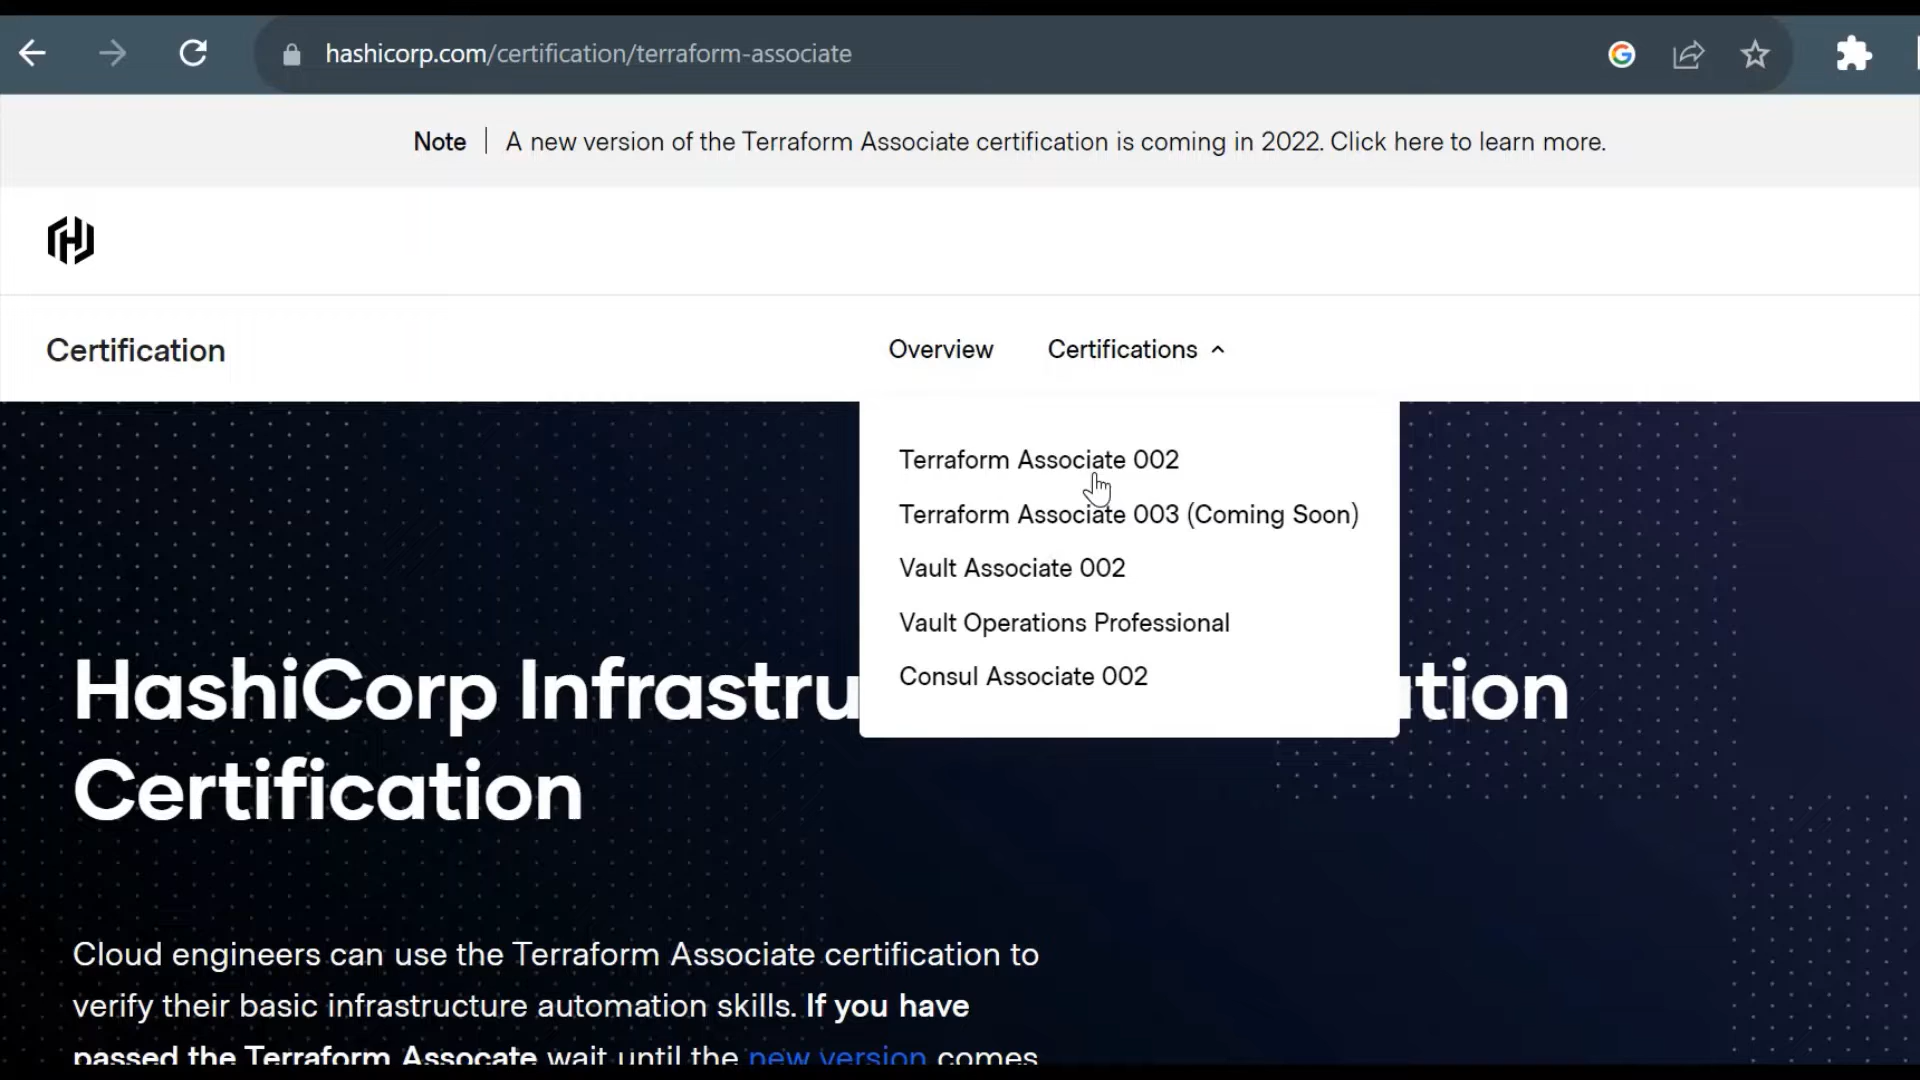 hashicorp.com/certification/terraform-associate
Note | A new version of the Terraform Associate certification is coming in 2022. Click here to learn more.
Certification
Overview
Certifications
Terraform Associate 002
Terraform Associate 003 (Coming Soon)
Vault Associate 002
Vault Operations Professional
Consul Associate 002
HashiCorp Infrastru tion
Certification
Cloud engineers can use the Terraform Associate certification to
verify their basic infrastructure automation skills. If you have
passed the Terraform Assocate wait until the new version comes